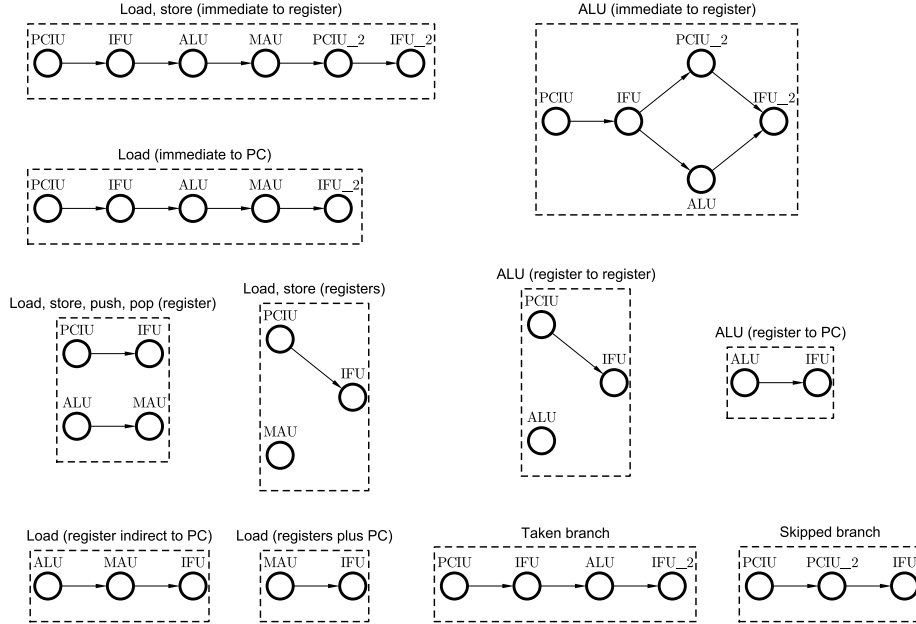 Load, store (immediate to register)
PCIU IFU ALU MAU PCIU_2 IFU_2
ALU (immediate to register)
PCIU_2
PCIU IFU IFU_2
ALU
Load (immediate to PC)
PCIU IFU ALU MAU IFU_2
Load, store, push, pop (register)
PCIU IFU
ALU MAU
Load, store (registers)
PCIU
IFU
MAU
ALU (register to register)
PCIU
IFU
ALU
ALU (register to PC)
ALU IFU
Load (register indirect to PC)
ALU MAU IFU
Load (registers plus PC)
MAU IFU
Taken branch
PCIU IFU ALU IFU_2
Skipped branch
PCIU PCIU_2 IFU